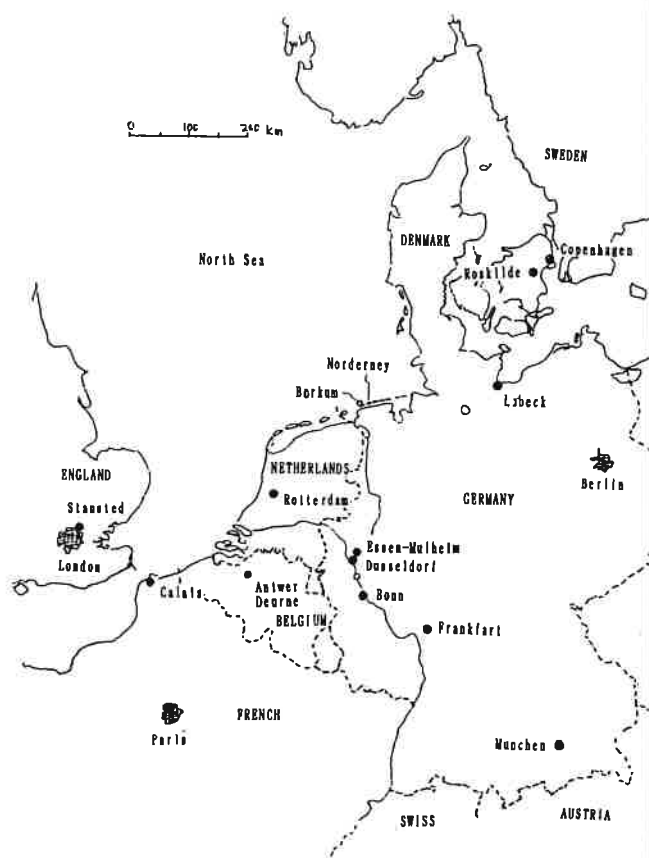 0 100 200 km
SWEDEN
DENMARK
Copenhagen
North Sea
Roskilde
Norderney
Borkum
Lubeck
ENGLAND
NETHERLANDS
Berlin
Stansted
Rotterdam
GERMANY
London
Essen-Mulheim
Dusseldorf
Calais
Antwer
Deurne
Bonn
BELGIUM
Frankfart
FRENCH
Paris
Munchen
SWISS
AUSTRIA